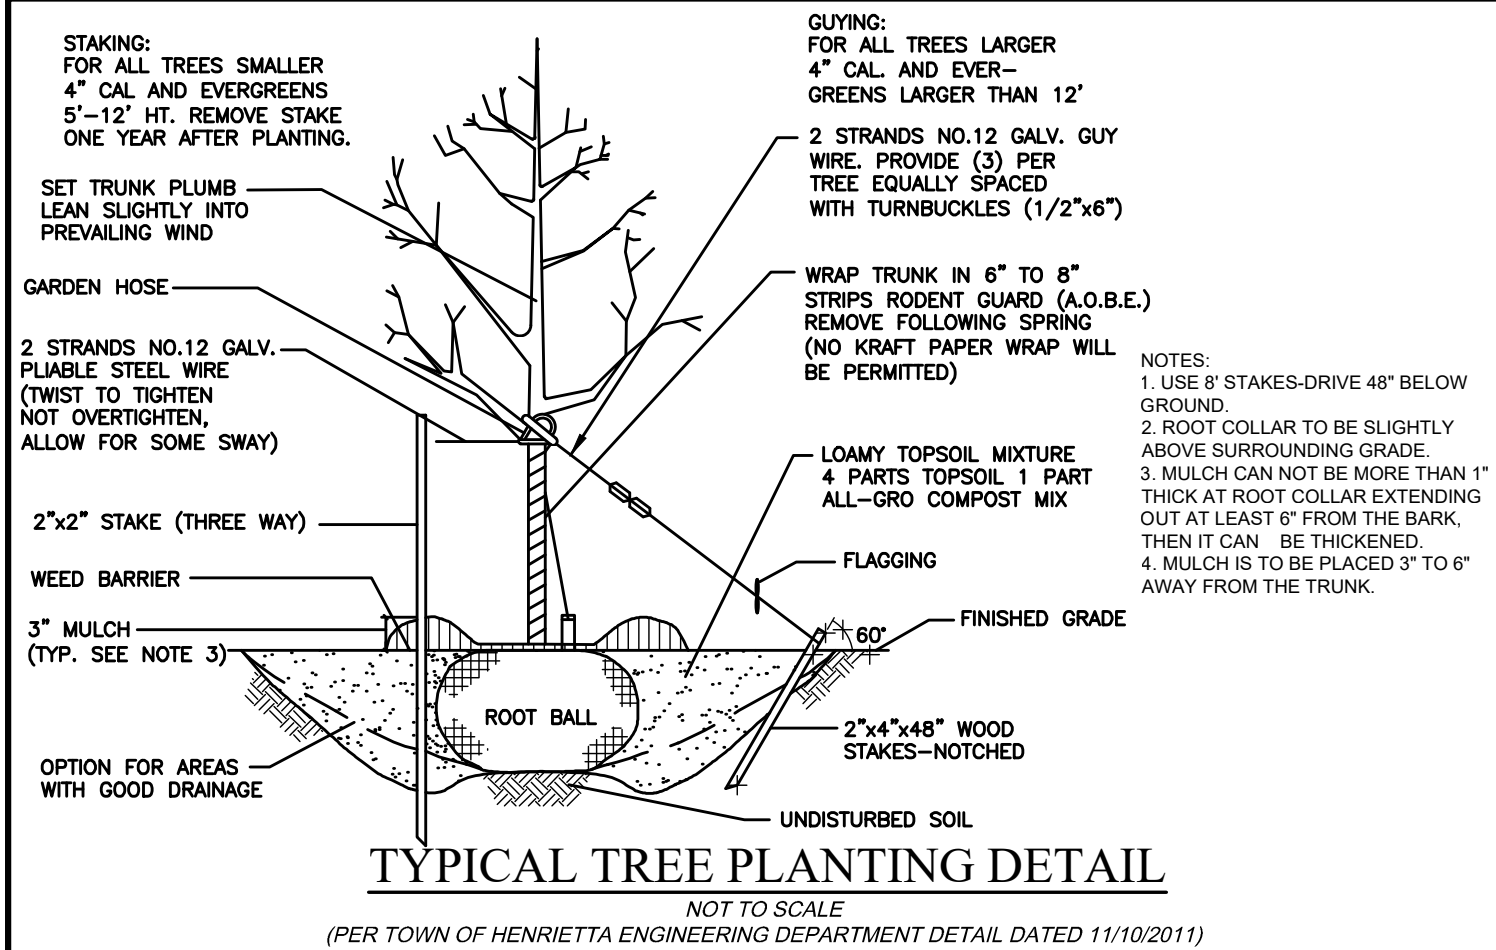 STAKING:
FOR ALL TREES SMALLER
4" CAL AND EVERGREENS
5'-12' HT. REMOVE STAKE
ONE YEAR AFTER PLANTING.
SET TRUNK PLUMB
LEAN SLIGHTLY INTO
PREVAILING WIND
GARDEN HOSE
2 STRANDS NO.12 GALV.
PLIABLE STEEL WIRE
(TWIST TO TIGHTEN
NOT OVERTIGHTEN,
ALLOW FOR SOME SWAY)
2"x2" STAKE (THREE WAY)
WEED BARRIER
3" MULCH
(TYP. SEE NOTE 3)
OPTION FOR AREAS
WITH GOOD DRAINAGE
ROOT BALL
GUYING:
FOR ALL TREES LARGER
4" CAL. AND EVER-
GREENS LARGER THAN 12'
2 STRANDS NO.12 GALV. GUY
WIRE. PROVIDE (3) PER
TREE EQUALLY SPACED
WITH TURNBUCKLES (1/2"x6")
WRAP TRUNK IN 6" TO 8"
STRIPS RODENT GUARD (A.O.B.E.)
REMOVE FOLLOWING SPRING
(NO KRAFT PAPER WRAP WILL
BE PERMITTED)
LOAMY TOPSOIL MIXTURE
4 PARTS TOPSOIL 1 PART
ALL-GRO COMPOST MIX
FLAGGING
FINISHED GRADE
60°
2"x4"x48" WOOD
STAKES-NOTCHED
UNDISTURBED SOIL
NOTES:
1. USE 8' STAKES-DRIVE 48" BELOW
GROUND.
2. ROOT COLLAR TO BE SLIGHTLY
ABOVE SURROUNDING GRADE.
3. MULCH CAN NOT BE MORE THAN 1"
THICK AT ROOT COLLAR EXTENDING
OUT AT LEAST 6" FROM THE BARK,
THEN IT CAN BE THICKENED.
4. MULCH IS TO BE PLACED 3" TO 6"
AWAY FROM THE TRUNK.
TYPICAL TREE PLANTING DETAIL
NOT TO SCALE
(PER TOWN OF HENRIETTA ENGINEERING DEPARTMENT DETAIL DATED 11/10/2011)